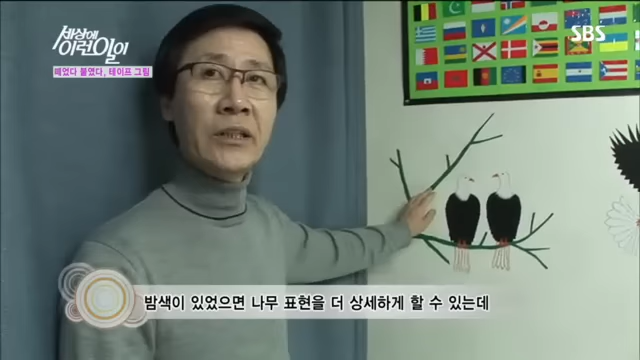 세상에
이런일이
SBS
떼었다 붙였다, 테이프 그림
밤색이 있었으면 나무 표현을 더 상세하게 할 수 있는데